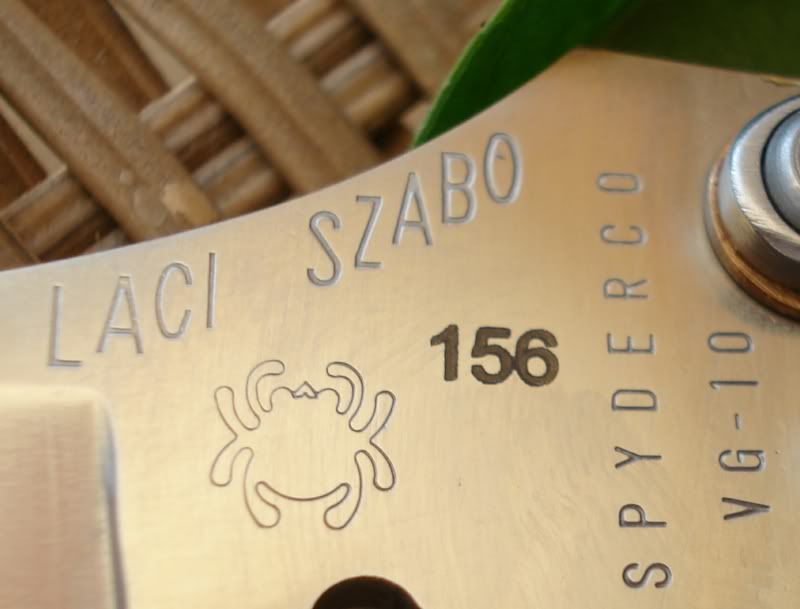 LACI SZABO
156
SPYDERCO
VG-10